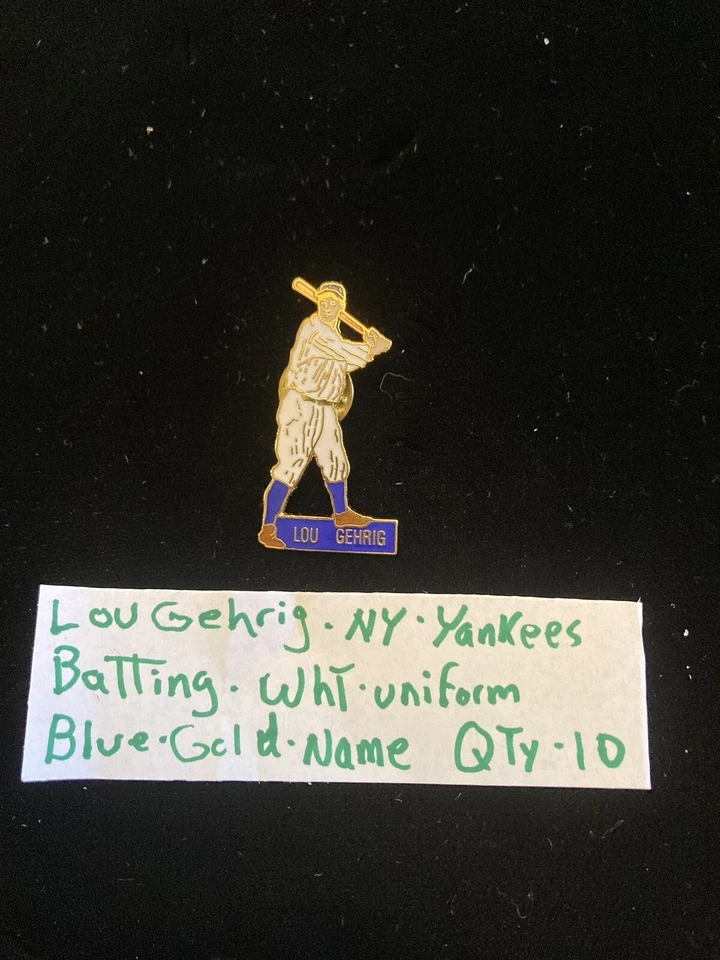 LOU GEHRIG
Lou Gehrig. NY. Yankees
Batting. Wht. uniform
Blue. Gold. Name QTy - 10